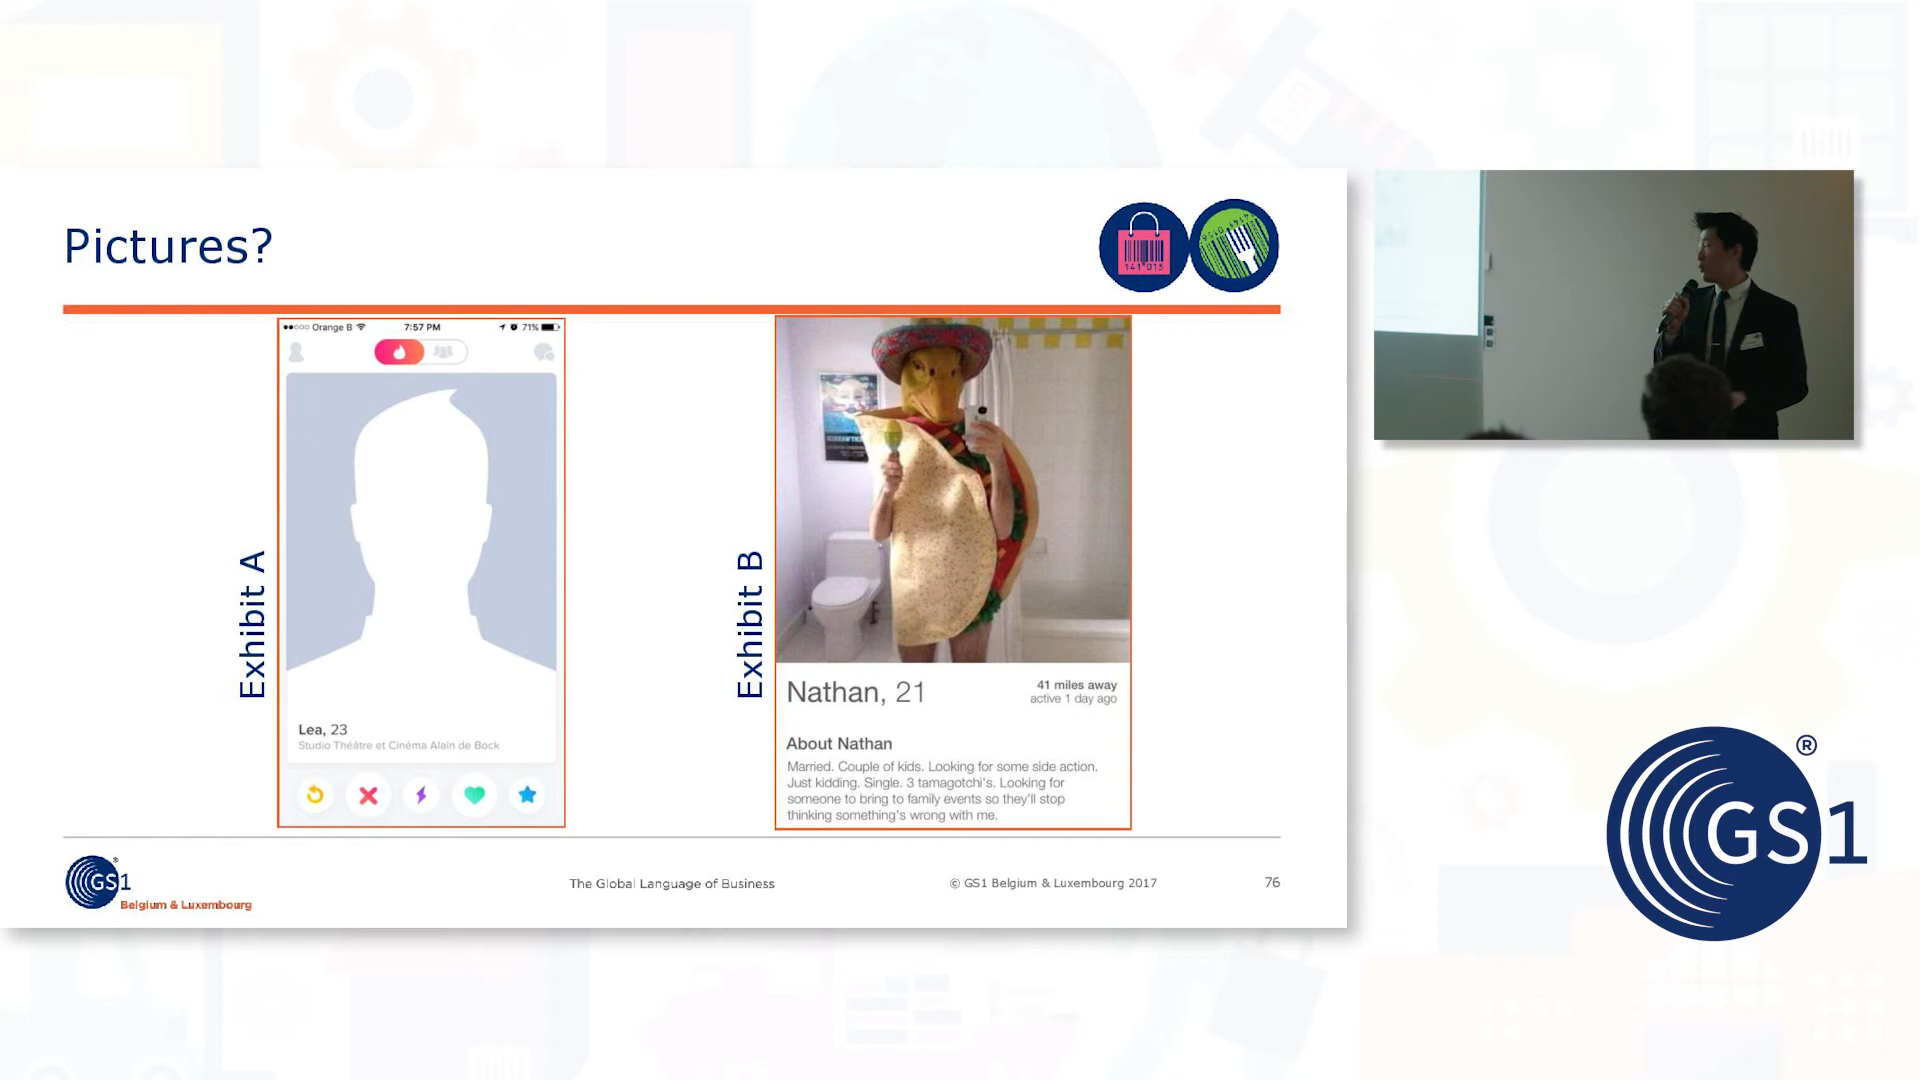 Pictures?
141 015
Exhibit A
Orange B
7:57 PM
71%
Lea, 23
Studio Théâtre et Cinéma Alain de Bock
Exhibit B
Nathan, 21
41 miles away
active 1 day ago
About Nathan
Married. Couple of kids. Looking for some side action.
Just kidding. Single. 3 tamagotchi's. Looking for
someone to bring to family events so they'll stop
thinking something's wrong with me.
GS1
Belgium & Luxembourg
The Global Language of Business
© GS1 Belgium & Luxembourg 2017
76
GS1®